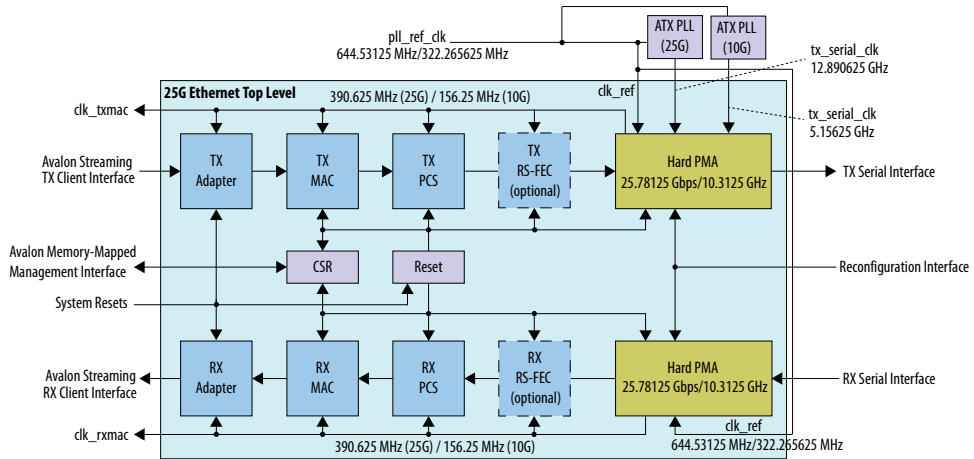 ATX PLL
(25G)
ATX PLL
(10G)
pll_ref_clk
644.53125 MHz/322.265625 MHz
tx_serial_clk
12.890625 GHz
25G Ethernet Top Level
clk_ref
clk_txmac
390.625 MHz (25G) / 156.25 MHz (10G)
tx_serial_clk
5.15625 GHz
Avalon Streaming
TX Client Interface
TX
Adapter
TX
MAC
TX
PCS
TX
RS-FEC
(optional)
Hard PMA
25.78125 Gbps/10.3125 GHz
TX Serial Interface
Avalon Memory-Mapped
Management Interface
CSR
Reset
Reconfiguration Interface
System Resets
Avalon Streaming
RX Client Interface
RX
Adapter
RX
MAC
RX
PCS
RX
RS-FEC
(optional)
Hard PMA
25.78125 Gbps/10.3125 GHz
RX Serial Interface
clk_rxmac
390.625 MHz (25G) / 156.25 MHz (10G)
clk_ref
644.53125 MHz/322.265625 MHz